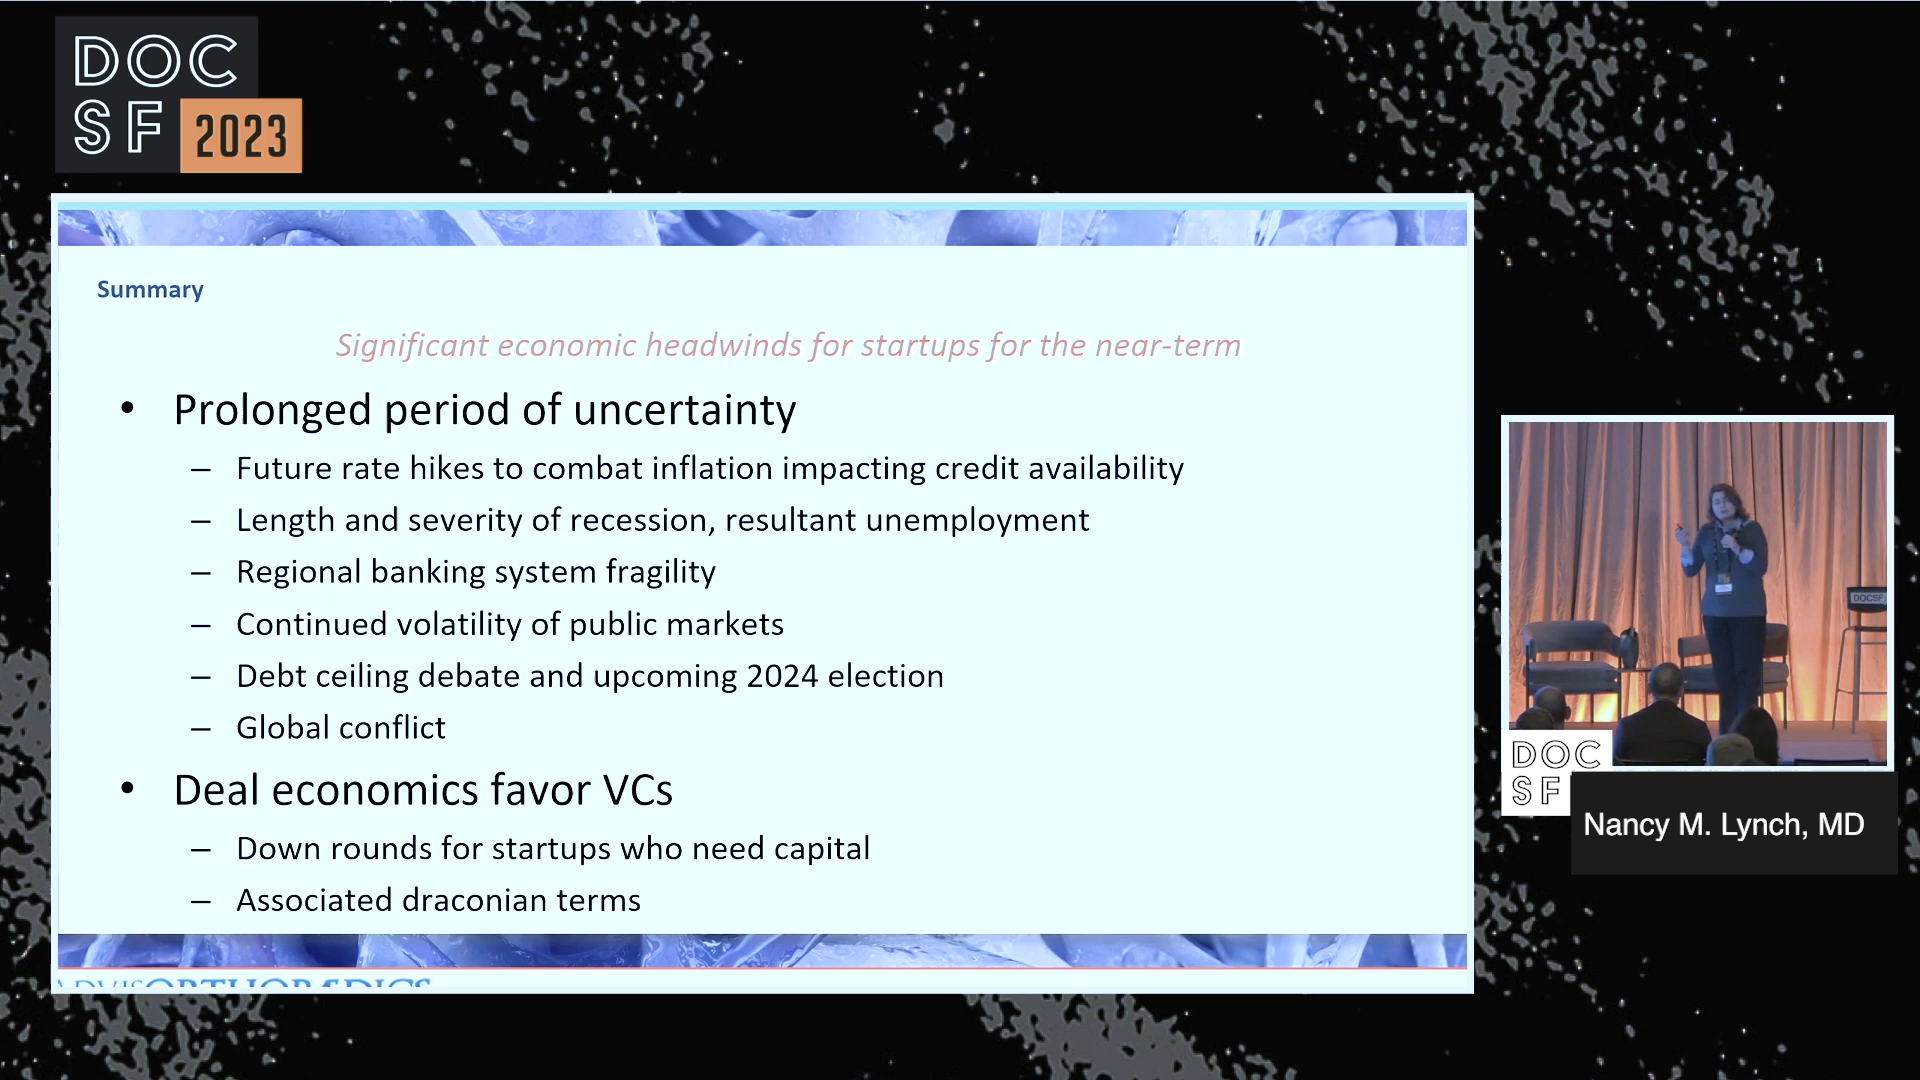 DOC
SF 2023
Summary
Significant economic headwinds for startups for the near-term
• Prolonged period of uncertainty
– Future rate hikes to combat inflation impacting credit availability
– Length and severity of recession, resultant unemployment
– Regional banking system fragility
– Continued volatility of public markets
– Debt ceiling debate and upcoming 2024 election
– Global conflict
• Deal economics favor VCs
– Down rounds for startups who need capital
– Associated draconian terms
DOCSF
DOC
SF
Nancy M. Lynch, MD